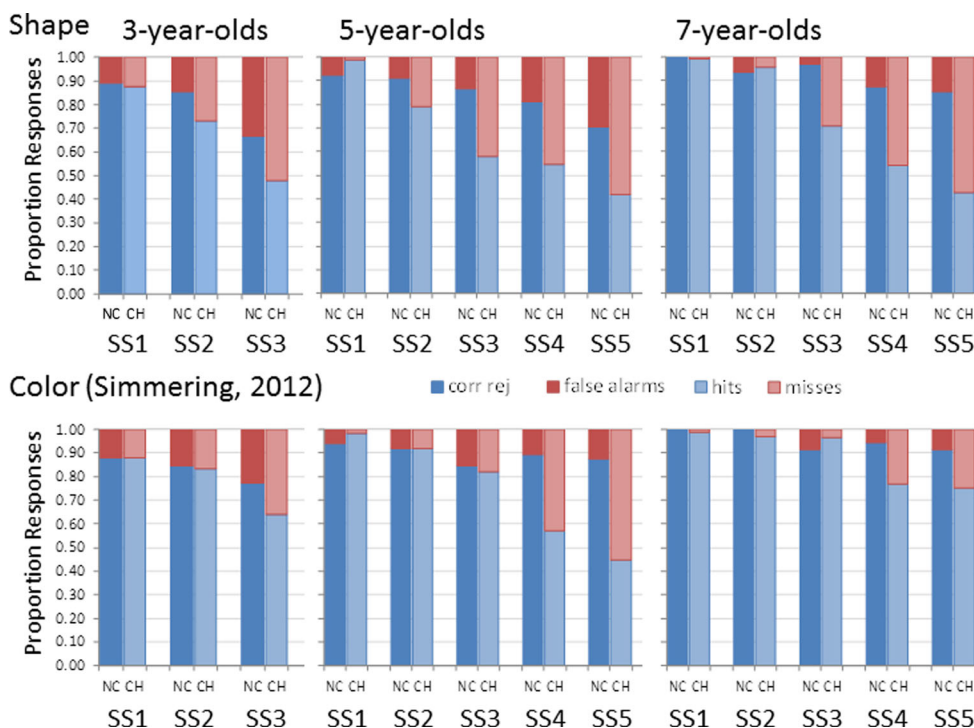 Shape 3-year-olds 5-year-olds 7-year-olds
Proportion Responses
1.00
0.90
0.80
0.70
0.60
0.50
0.40
0.30
0.20
0.10
0.00
NC CH NC CH NC CH NC CH NC CH NC CH NC CH NC CH NC CH NC CH NC CH NC CH NC CH
SS1 SS2 SS3 SS1 SS2 SS3 SS4 SS5 SS1 SS2 SS3 SS4 SS5
Color (Simmering, 2012) corr rej false alarms hits misses
Proportion Responses
1.00
0.90
0.80
0.70
0.60
0.50
0.40
0.30
0.20
0.10
0.00
NC CH NC CH NC CH NC CH NC CH NC CH NC CH NC CH NC CH NC CH NC CH NC CH NC CH
SS1 SS2 SS3 SS1 SS2 SS3 SS4 SS5 SS1 SS2 SS3 SS4 SS5